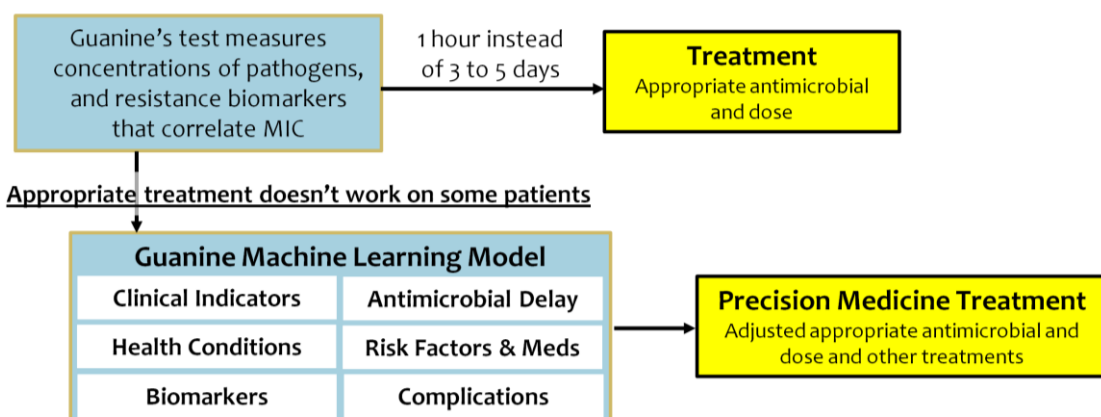 Guanine's test measures
concentrations of pathogens,
and resistance biomarkers
that correlate MIC
1 hour instead
of 3 to 5 days
Treatment
Appropriate antimicrobial
and dose
Appropriate treatment doesn't work on some patients
Guanine Machine Learning Model
Clinical Indicators
Antimicrobial Delay
Health Conditions
Risk Factors & Meds
Biomarkers
Complications
Precision Medicine Treatment
Adjusted appropriate antimicrobial and
dose and other treatments